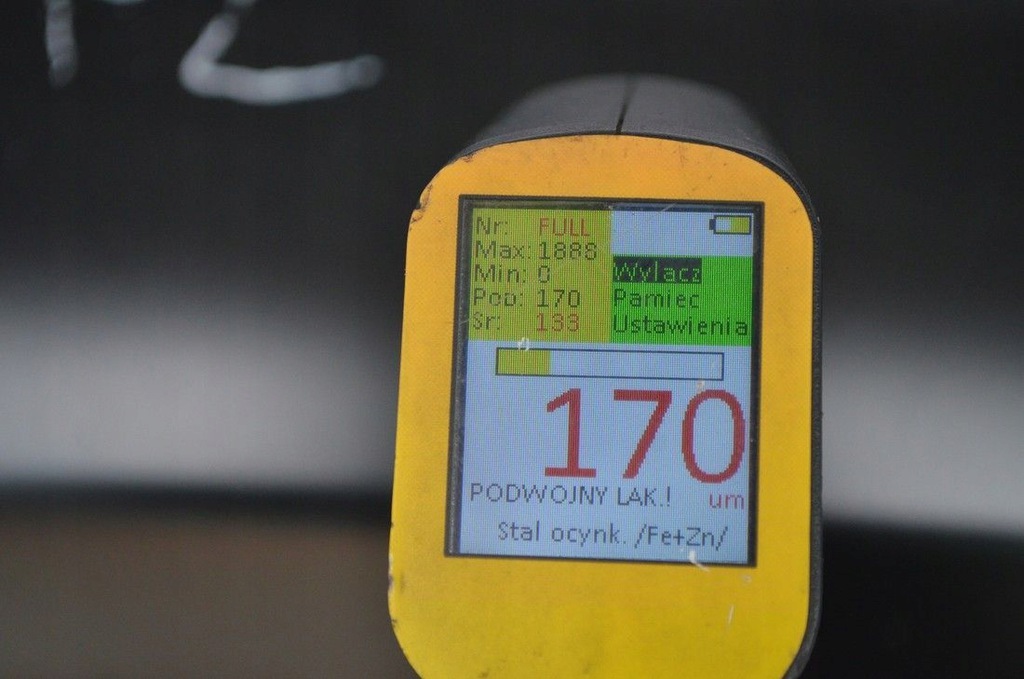 Nr: FULL
Max: 1888
Min: 0
Pop: 170
Sr: 133
Wylacz
Pamiec
Ustawienia
170
um
PODWOJNY LAK.!
Stal ocynk. /Fe+Zn/